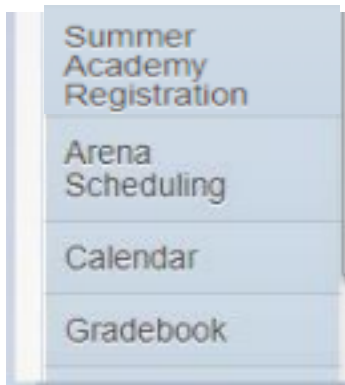 Summer
Academy
Registration
Arena
Scheduling
Calendar
Gradebook